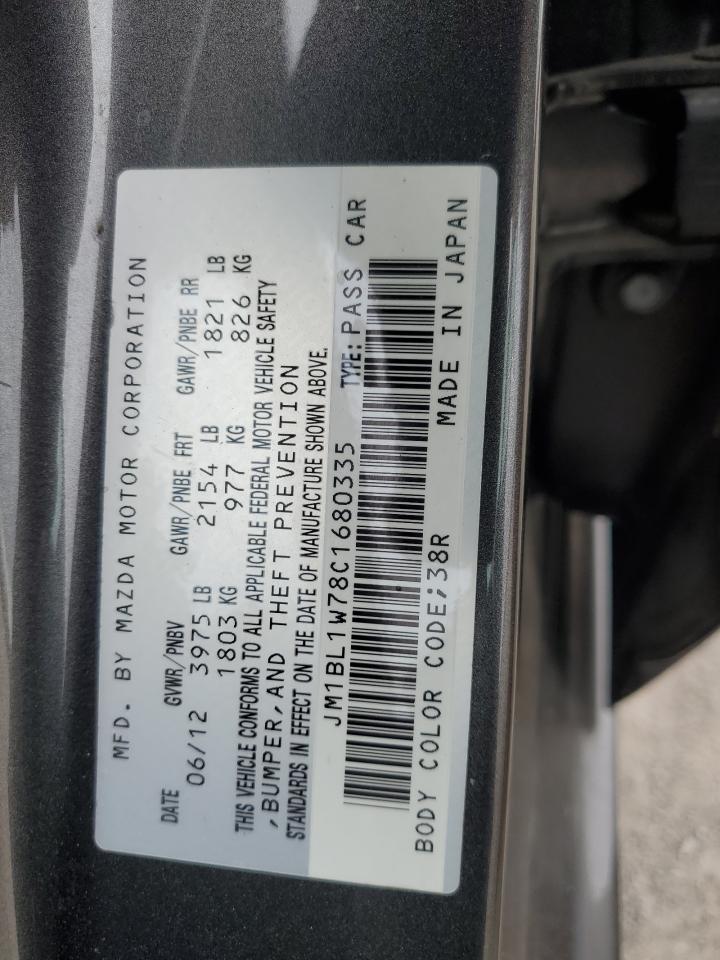 MFD. BY MAZDA MOTOR CORPORATION
DATE GVWR/PNBV GAWR/PNBE FRT GAWR/PNBE RR
06/12 3975 LB 2154 LB 1821 LB
1803 KG 977 KG 826 KG
THIS VEHICLE CONFORMS TO ALL APPLICABLE FEDERAL MOTOR VEHICLE SAFETY
,BUMPER,AND THEFT PREVENTION
STANDARDS IN EFFECT ON THE DATE OF MANUFACTURE SHOWN ABOVE.
JM1BL1W78C1680335 TYPE: PASS CAR
BODY COLOR CODE;38R MADE IN JAPAN